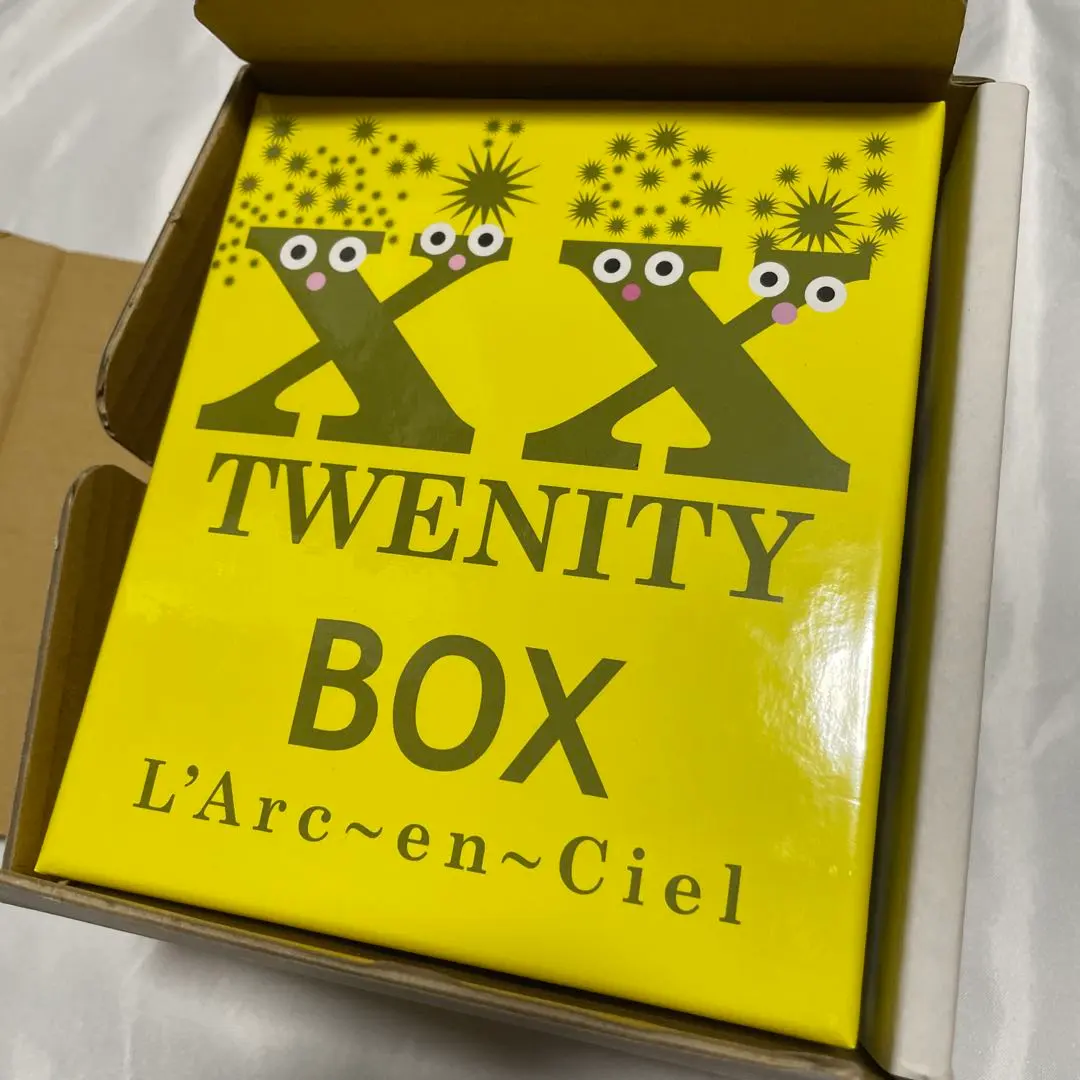 XX
TWENITY
BOX
L'Arc~en~Ciel